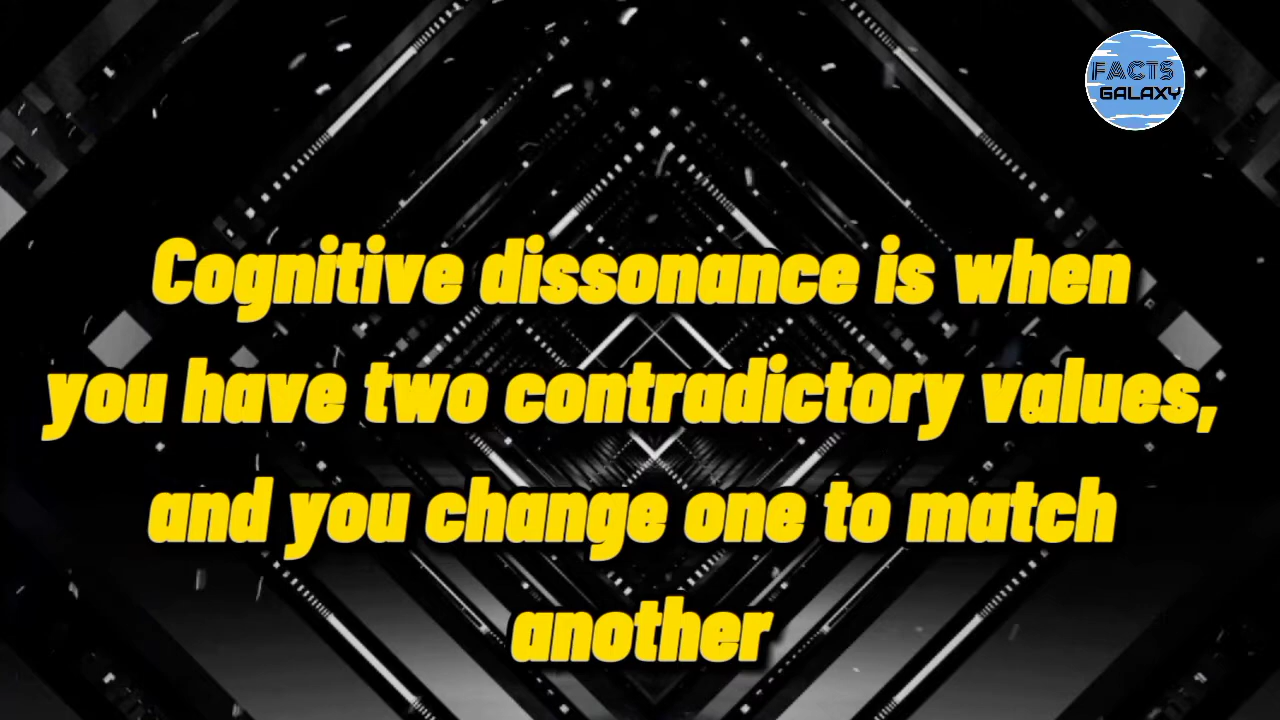 FACTS
GALAXY
Cognitive dissonance is when
you have two contradictory values,
and you change one to match
another